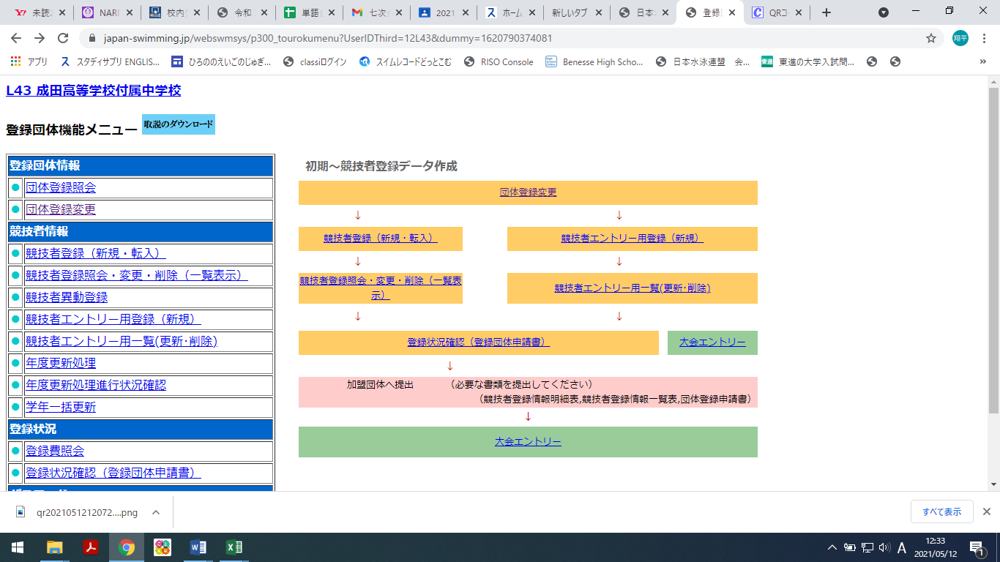 未読
NARI
校内
令和
単語
七次
2021
ホーム
新しいタブ
日本
登録
QRコ
japan-swimming.jp/webswmsys/p300_tourokumenu?UserIDThird=12L43&dummy=1620790374081
翔平
アプリ
スタディサプリ ENGLIS...
ひろののえいごのじゅぎ...
classiログイン
スイムレコードどっとこむ
RISO Console
Benesse High Scho...
日本水泳連盟 会...
東進の大学入試問...
»
L43 成田高等学校付属中学校
登録団体機能メニュー 取説のダウンロード
登録団体情報
団体登録照会
団体登録変更
競技者情報
競技者登録（新規・転入）
競技者登録照会・変更・削除（一覧表示）
競技者異動登録
競技者エントリー用登録（新規）
競技者エントリー用一覧(更新･削除)
年度更新処理
年度更新処理進行状況確認
学年一括更新
登録状況
登録費照会
登録状況確認（登録団体申請書）
初期～競技者登録データ作成
団体登録変更
↓ ↓
競技者登録（新規・転入） 競技者エントリー用登録（新規）
↓ ↓
競技者登録照会・変更・削除（一覧表
示）
競技者エントリー用一覧(更新･削除)
↓ ↓
登録状況確認（登録団体申請書） 大会エントリー
↓
加盟団体へ提出 （必要な書類を提出してください）
（競技者登録情報明細表,競技者登録情報一覧表,団体登録申請書）
↓
大会エントリー
qr2021051212072....png
すべて表示
A
12:33
2021/05/12
1